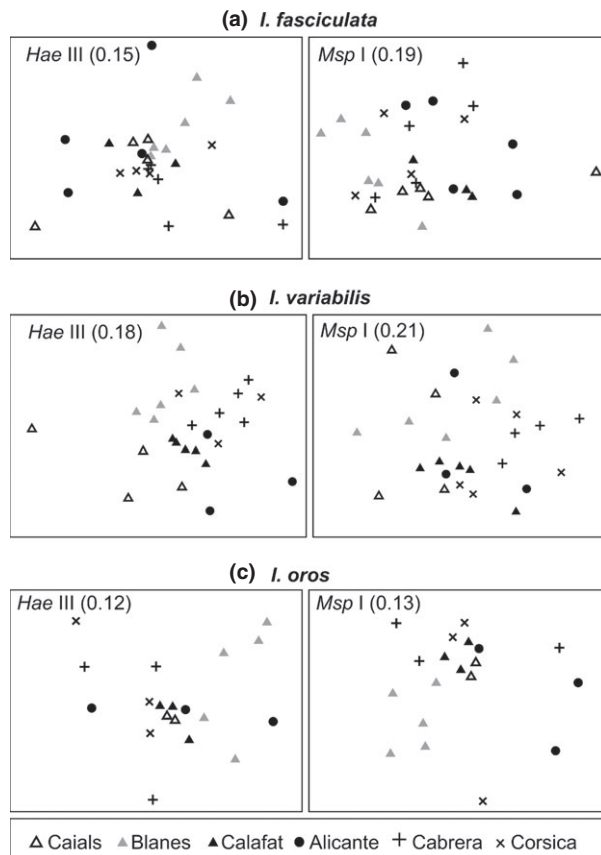 (a) I. fasciculata
Hae III (0.15) Msp I (0.19)
(b) I. variabilis
Hae III (0.18) Msp I (0.21)
(c) I. oros
Hae III (0.12) Msp I (0.13)
Caials Blanes Calafat Alicante Cabrera Corsica